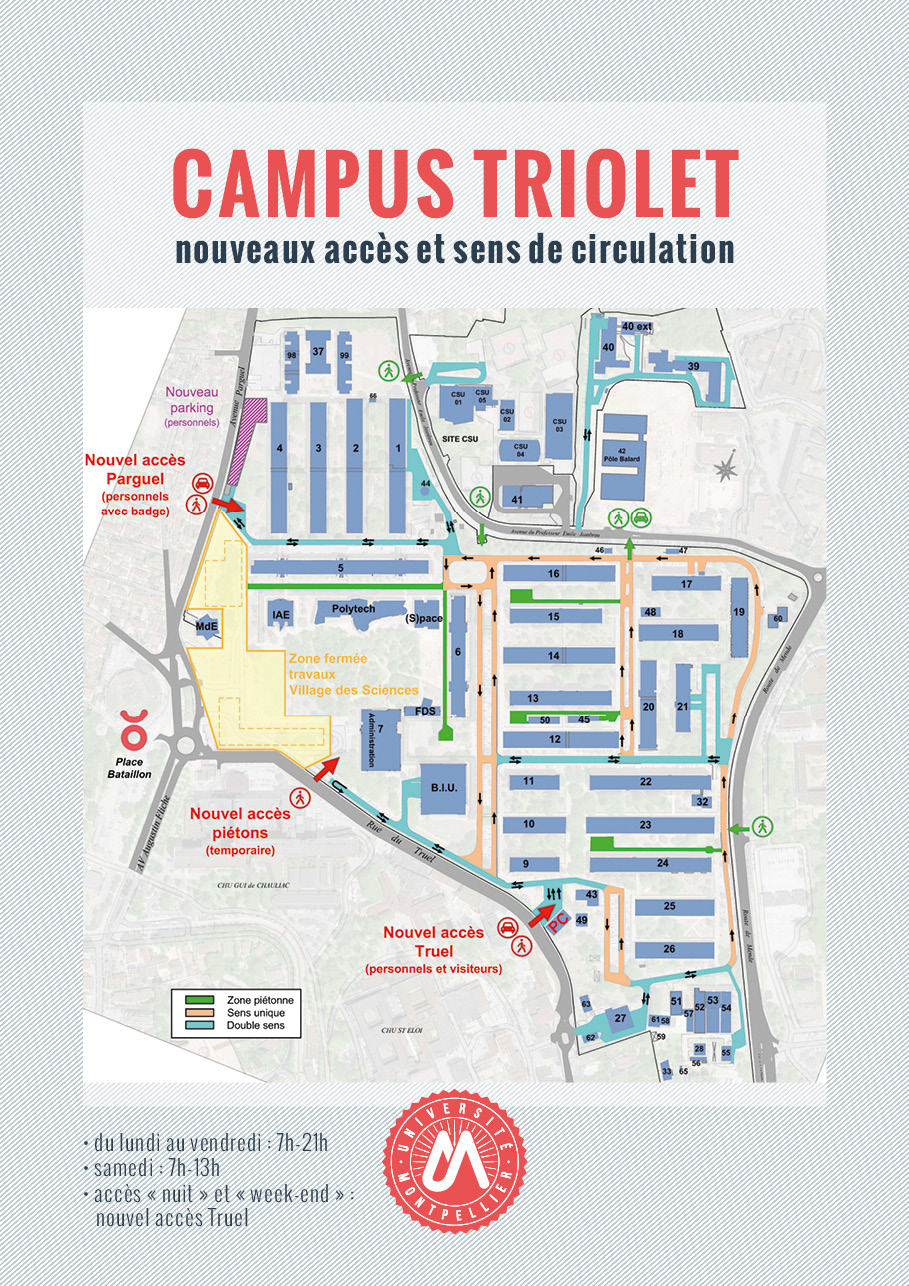 CAMPUS TRIOLET
nouveaux accès et sens de circulation
40 ext
40
39
98
37
99
66
Avenue Parguel
Nouveau
parking
(personnels)
CSU
01
CSU
05
CSU
02
CSU
03
CSU
04
SITE CSU
42
Pôle Balard
4
3
2
1
44
41
Nouvel accès
Parguel
(personnels
avec badge)
Avenue du Professeur Emile Jeanbrau
46
47
5
16
17
IAE
Polytech
(S)pace
15
48
19
60
MdE
6
18
14
Route de Mende
Zone fermée
travaux
Village des Sciences
13
20
21
FDS
50
45
Administration
7
12
Place
Bataillon
B.I.U.
11
22
32
Nouvel accès
piétons
(temporaire)
10
23
Rue du Truel
AV Augustin Fliche
9
24
CHU GUI de CHAULIAC
43
PC
49
25
Nouvel accès
Truel
(personnels et visiteurs)
26
Route de Mende
Zone piétonne
Sens unique
Double sens
63
27
62
51
52
53
54
57
61
58
59
CHU ST ELOI
28
55
56
33
65
• du lundi au vendredi : 7h-21h
• samedi : 7h-13h
• accès « nuit » et « week-end » :
nouvel accès Truel
UNIVERSITÉ
MONTPELLIER